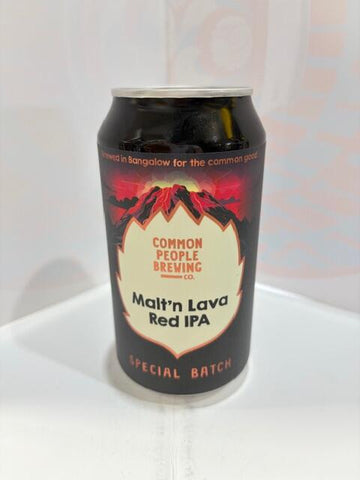 brewed in Bangalow for the common good.
COMMON
PEOPLE
BREWING
CO.
Malt'n Lava
Red IPA
SPECIAL BATCH